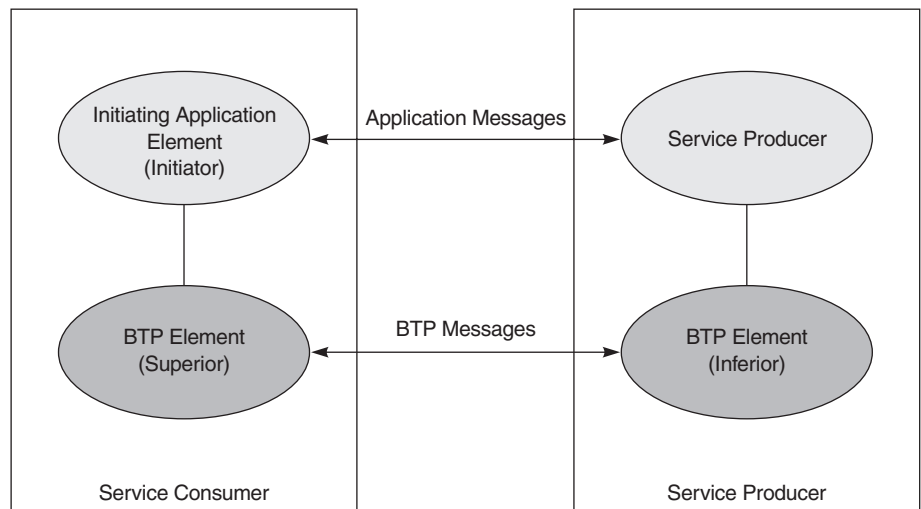 Initiating Application
Element
(Initiator)
Application Messages
Service Producer
BTP Element
(Superior)
BTP Messages
BTP Element
(Inferior)
Service Consumer
Service Producer